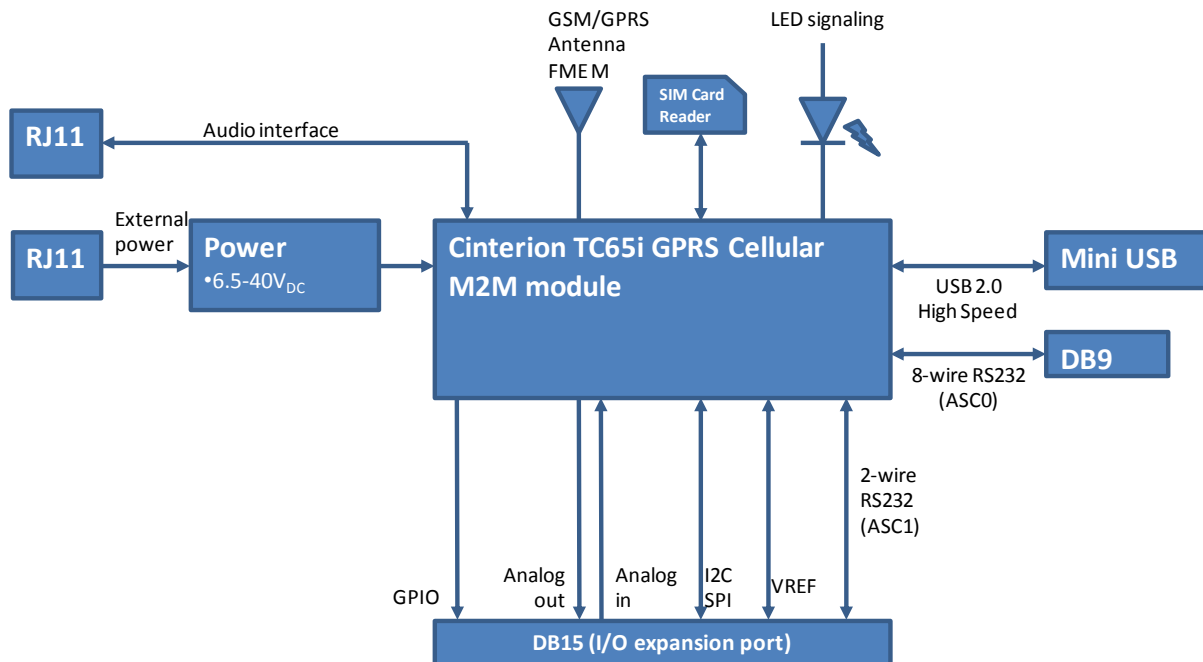 GSM/GPRS
Antenna
FME M
LED signaling
SIM Card
Reader
RJ11
Audio interface
RJ11
External
power
Power
•6.5-40VDC
Cinterion TC65i GPRS Cellular
M2M module
Mini USB
USB 2.0
High Speed
DB9
8-wire RS232
(ASC0)
2-wire
RS232
(ASC1)
GPIO
Analog
out
Analog
in
I2C
SPI
VREF
DB15 (I/O expansion port)